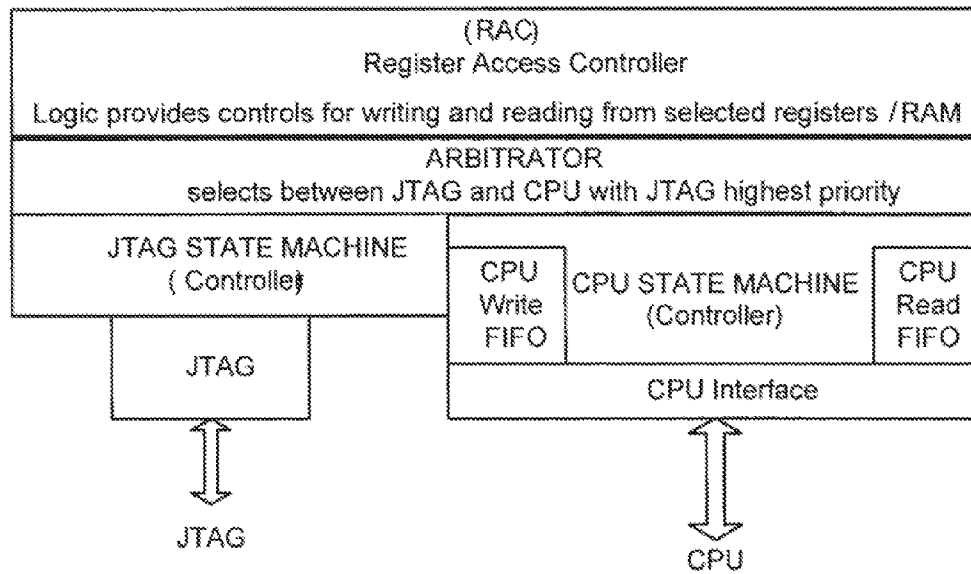 (RAC)
Register Access Controller
Logic provides controls for writing and reading from selected registers /RAM
ARBITRATOR
selects between JTAG and CPU with JTAG highest priority
JTAG STATE MACHINE
( Controller)
CPU
Write
FIFO
CPU STATE MACHINE
(Controller)
CPU
Read
FIFO
JTAG
CPU Interface
JTAG
CPU